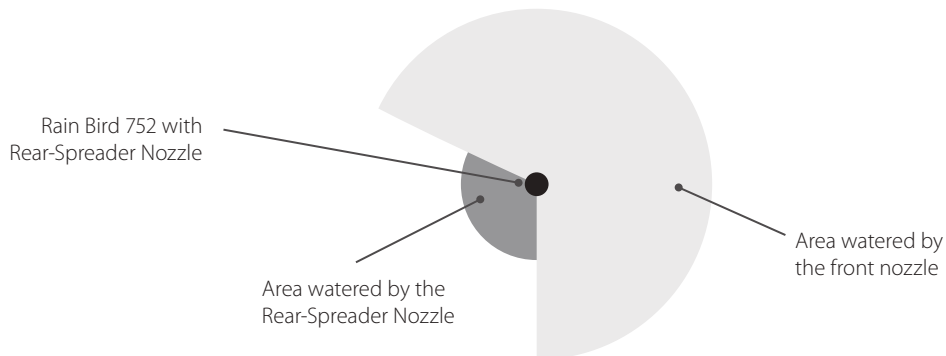 Rain Bird 752 with
Rear-Spreader Nozzle
Area watered by the
Rear-Spreader Nozzle
Area watered by
the front nozzle